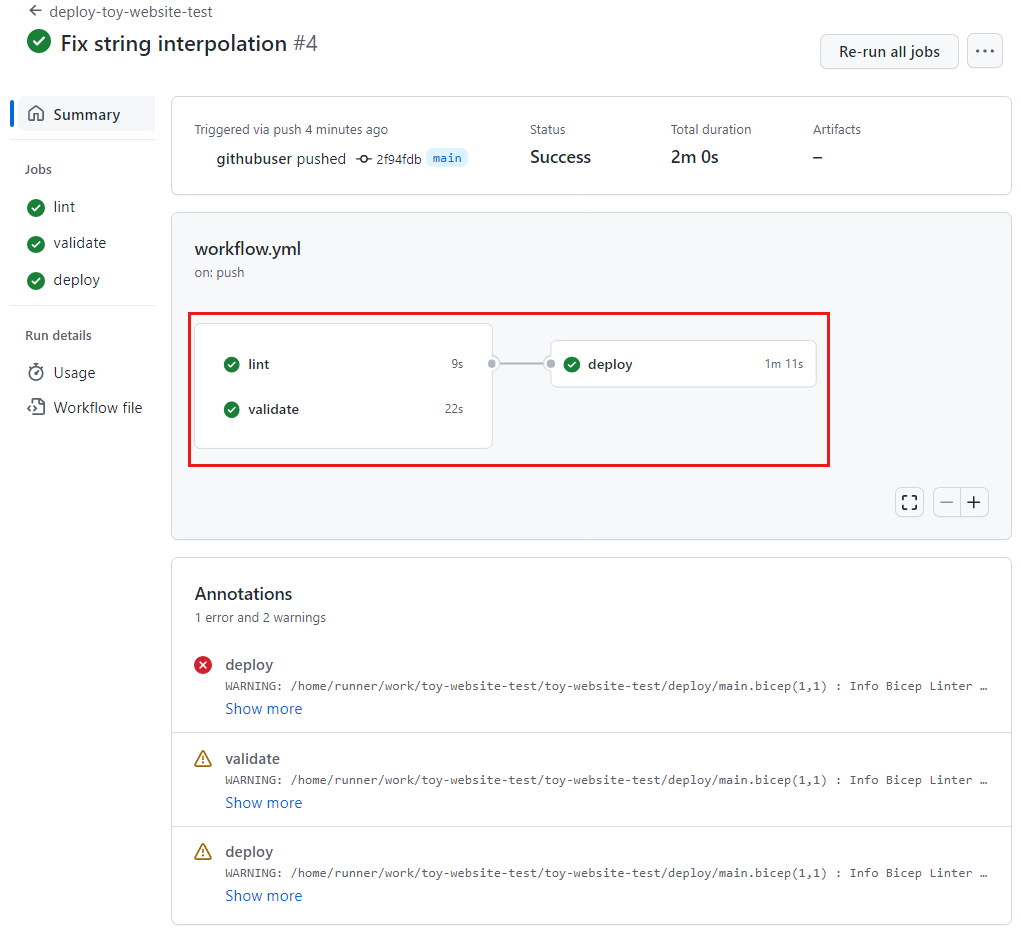 ← deploy-toy-website-test
Fix string interpolation #4
Re-run all jobs
...
Summary
Jobs
lint
validate
deploy
Run details
Usage
Workflow file
Triggered via push 4 minutes ago
githubuser pushed 2f94fdb main
Status
Success
Total duration
2m 0s
Artifacts
–
workflow.yml
on: push
lint 9s
validate 22s
deploy 1m 11s
Annotations
1 error and 2 warnings
deploy
WARNING: /home/runner/work/toy-website-test/toy-website-test/deploy/main.bicep(1,1) : Info Bicep Linter …
Show more
validate
WARNING: /home/runner/work/toy-website-test/toy-website-test/deploy/main.bicep(1,1) : Info Bicep Linter …
Show more
deploy
WARNING: /home/runner/work/toy-website-test/toy-website-test/deploy/main.bicep(1,1) : Info Bicep Linter …
Show more